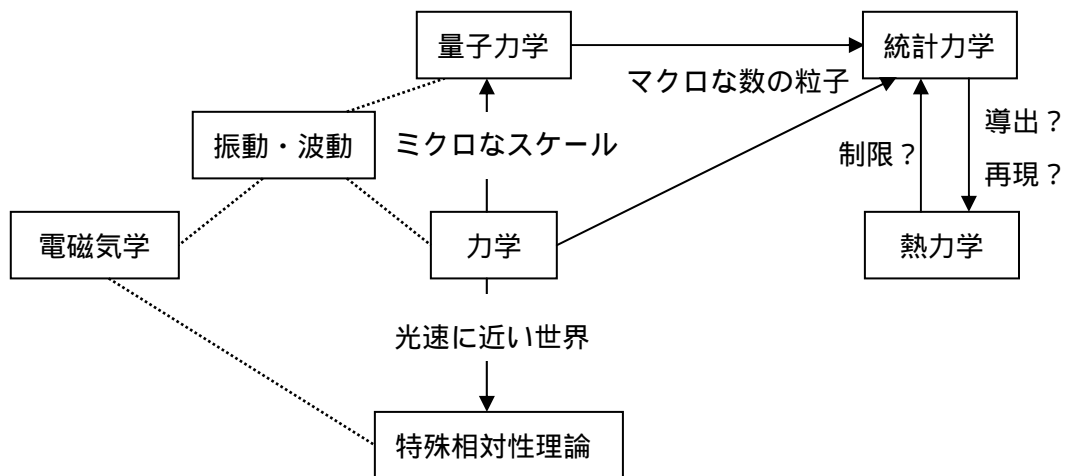 量子力学
統計力学
マクロな数の粒子
振動・波動
ミクロなスケール
導出？
制限？
再現？
電磁気学
力学
熱力学
光速に近い世界
特殊相対性理論